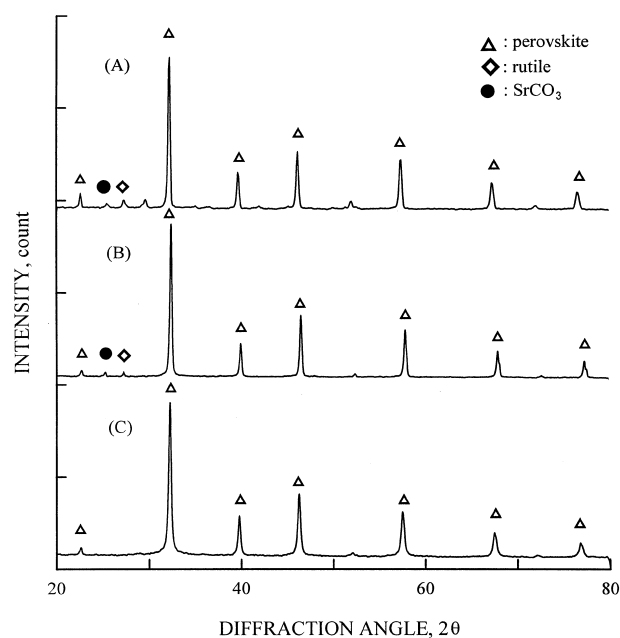 (A)
: perovskite
: rutile
: SrCO₃
(B)
(C)
INTENSITY, count
20 40 60 80
DIFFRACTION ANGLE, 2θ